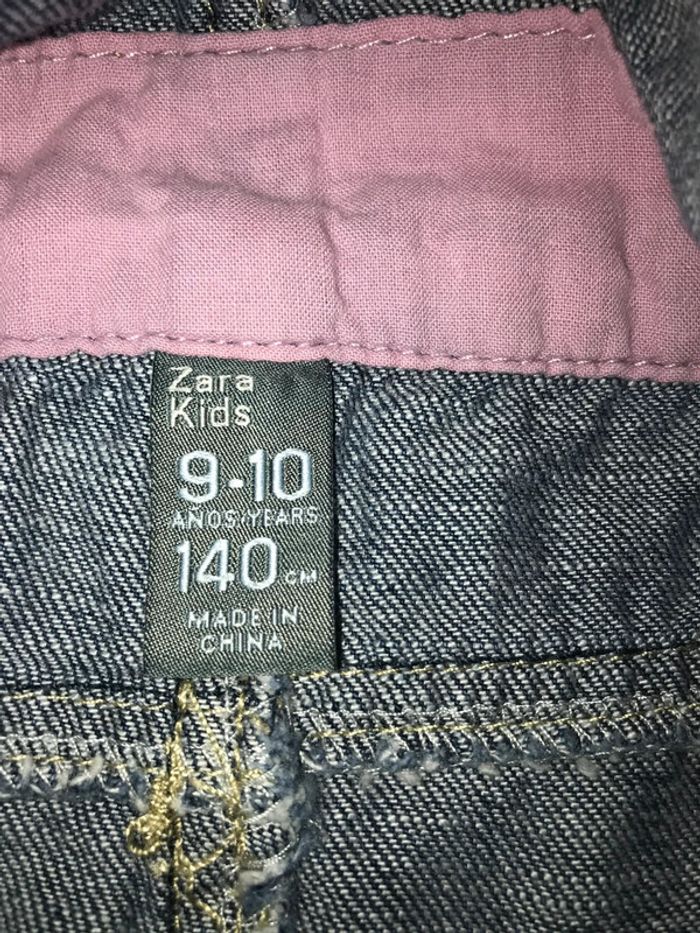 Zara
Kids
9-10
AÑOS/YEARS
140 CM
MADE IN
CHINA